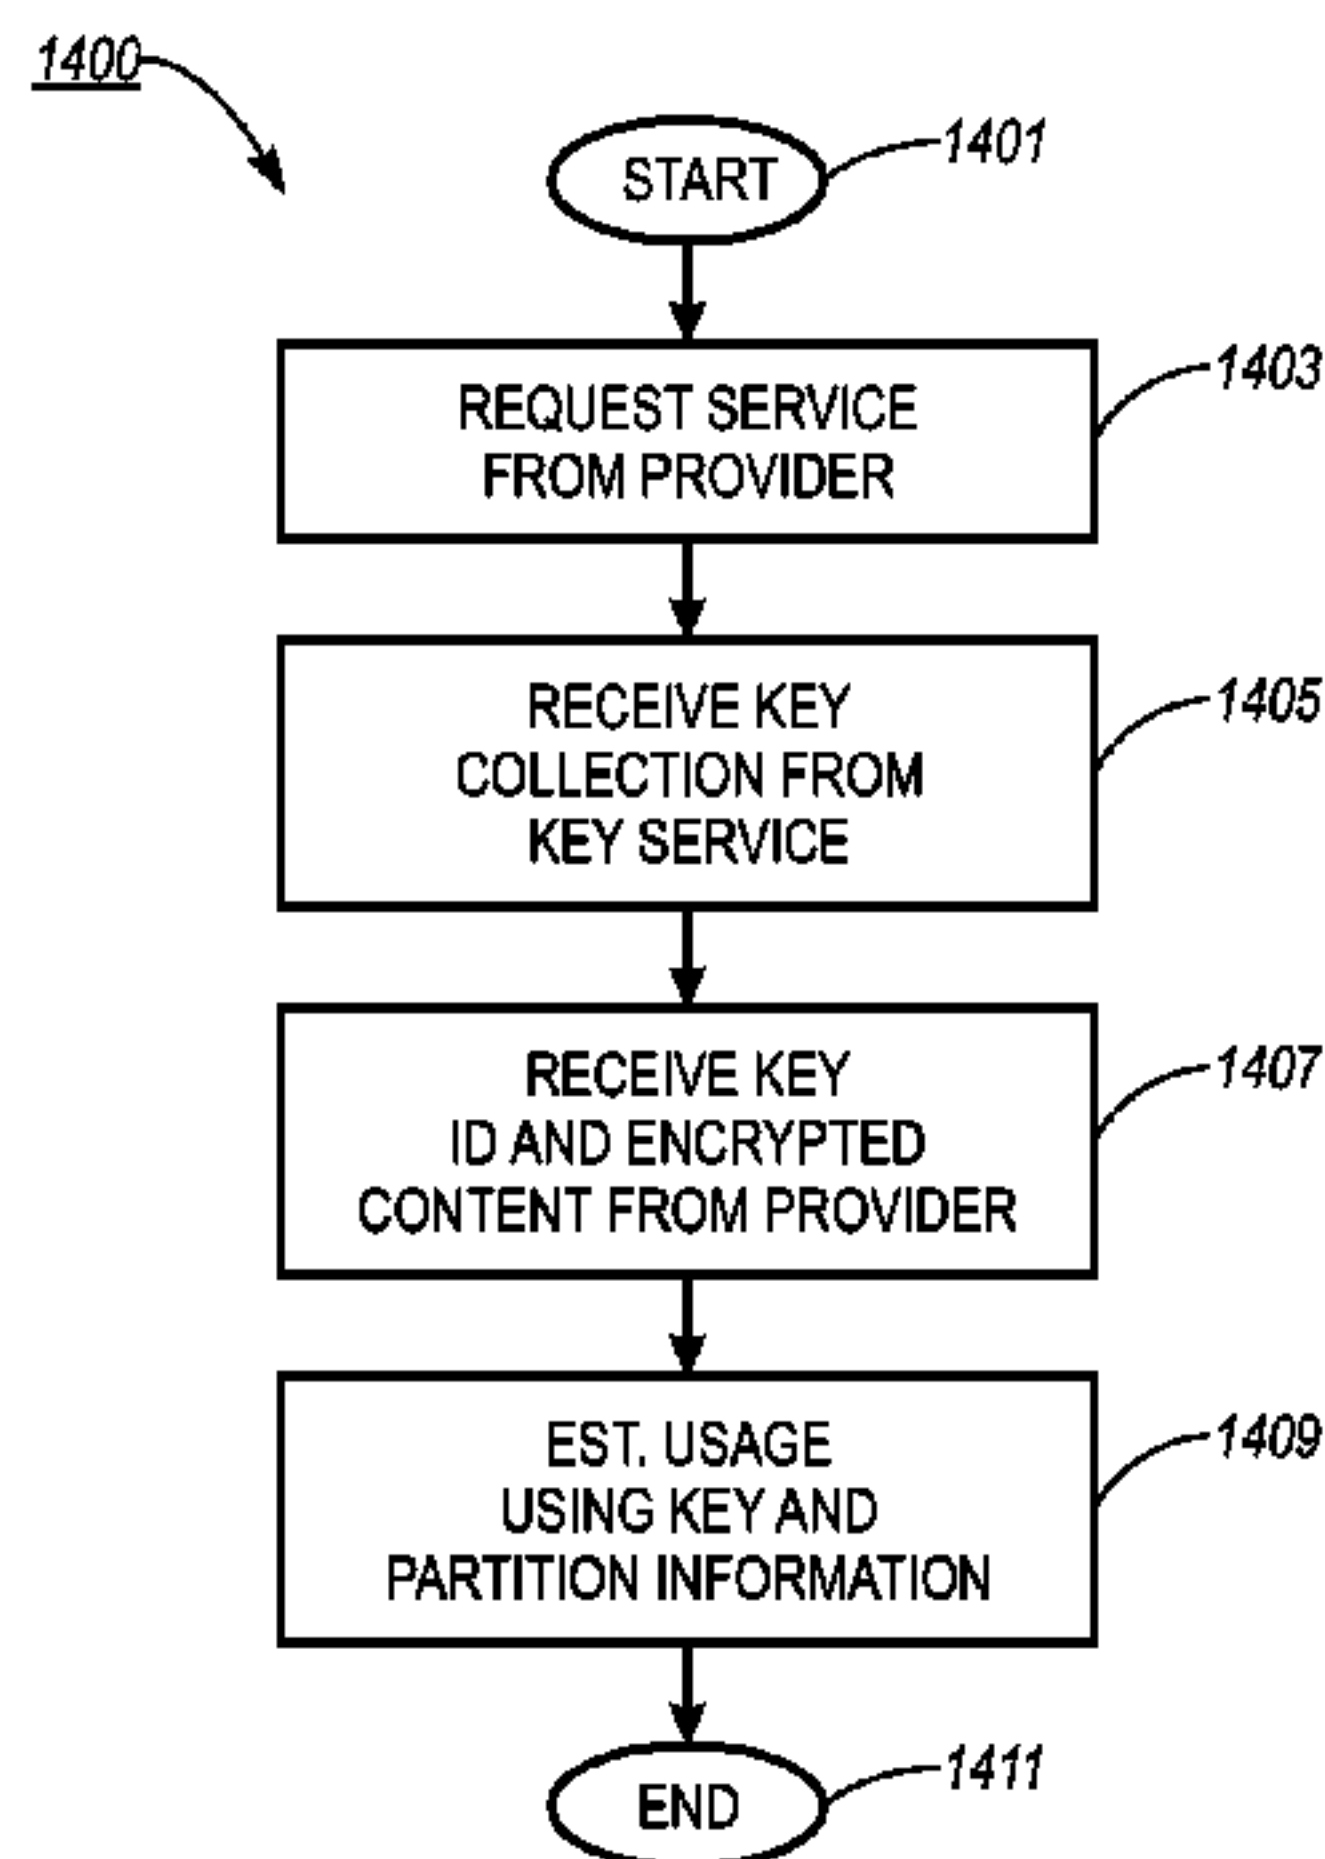 1400
START
1401
REQUEST SERVICE
FROM PROVIDER
1403
RECEIVE KEY
COLLECTION FROM
KEY SERVICE
1405
RECEIVE KEY
ID AND ENCRYPTED
CONTENT FROM PROVIDER
1407
EST. USAGE
USING KEY AND
PARTITION INFORMATION
1409
END
1411